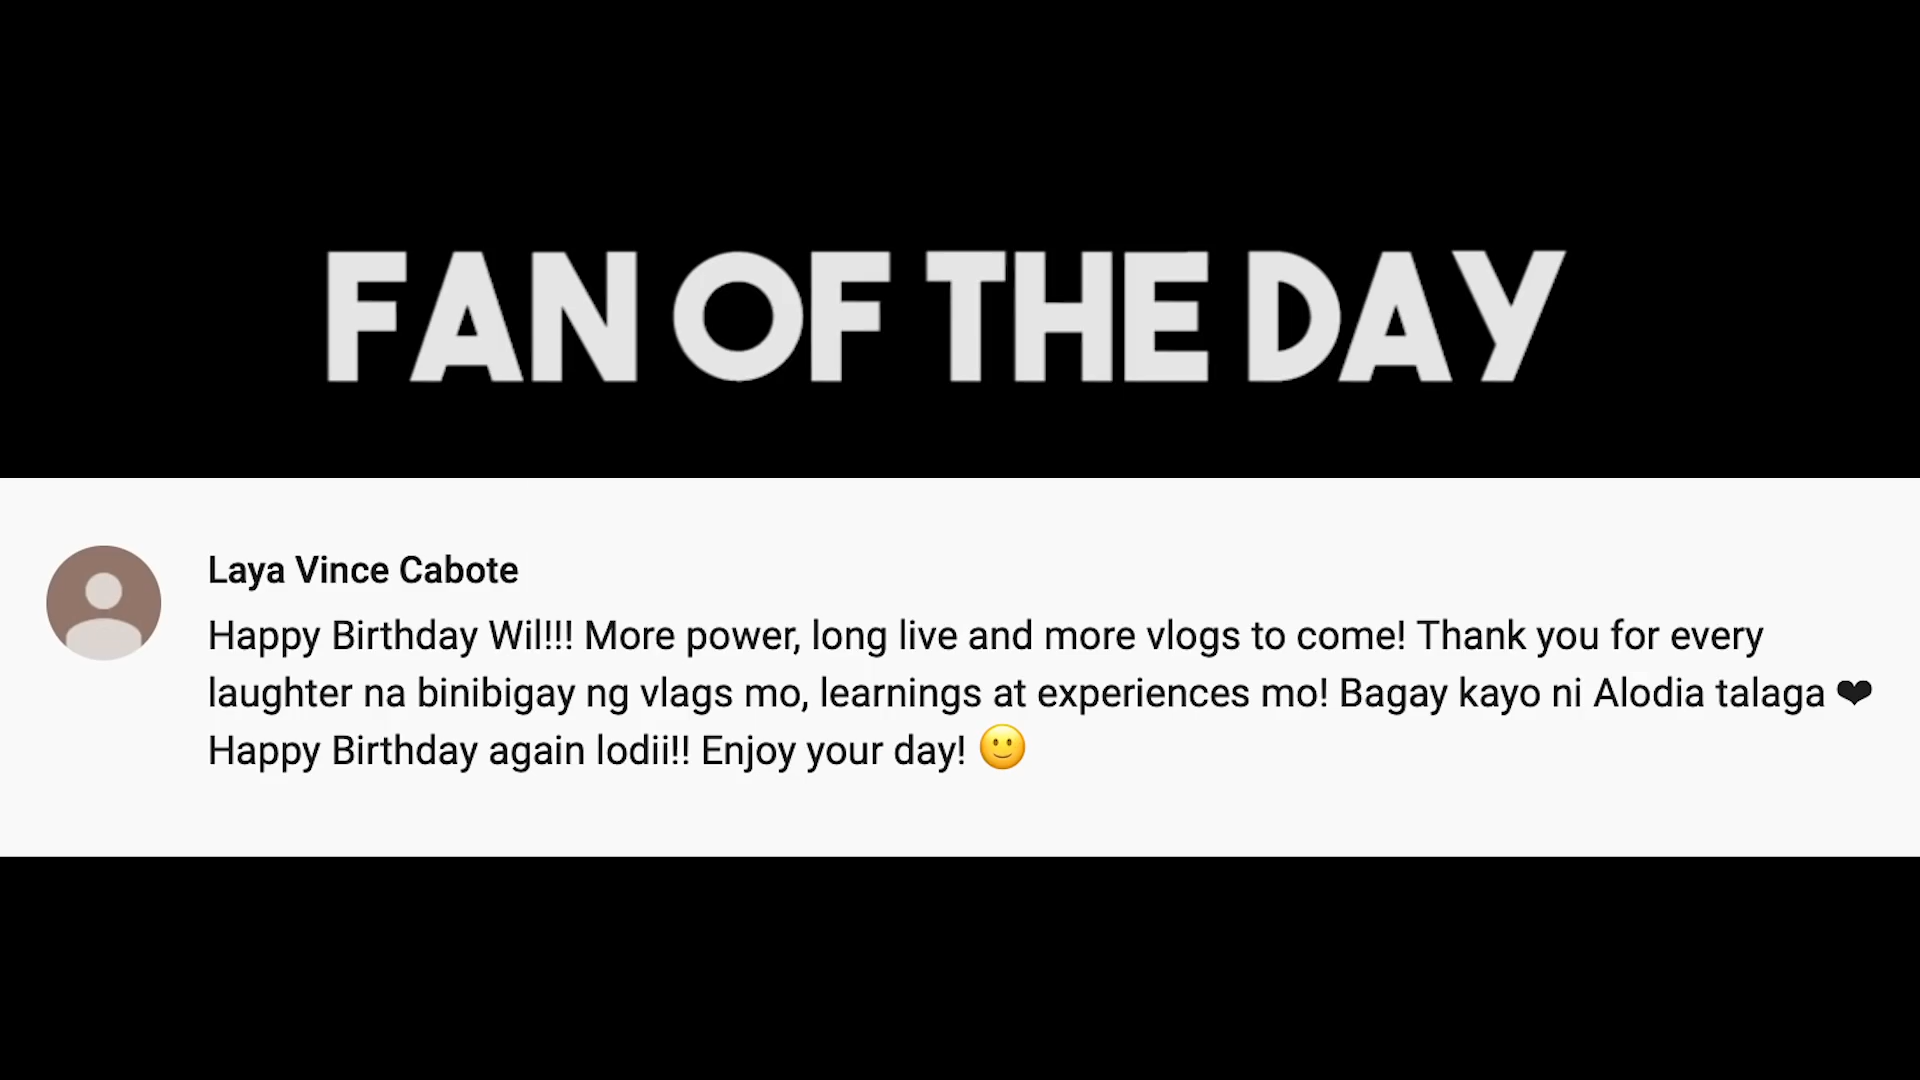 FAN OF THE DAY
Laya Vince Cabote
Happy Birthday Wil!!! More power, long live and more vlogs to come! Thank you for every
laughter na binibigay ng vlags mo, learnings at experiences mo! Bagay kayo ni Alodia talaga ❤
Happy Birthday again lodii!! Enjoy your day! 🙂